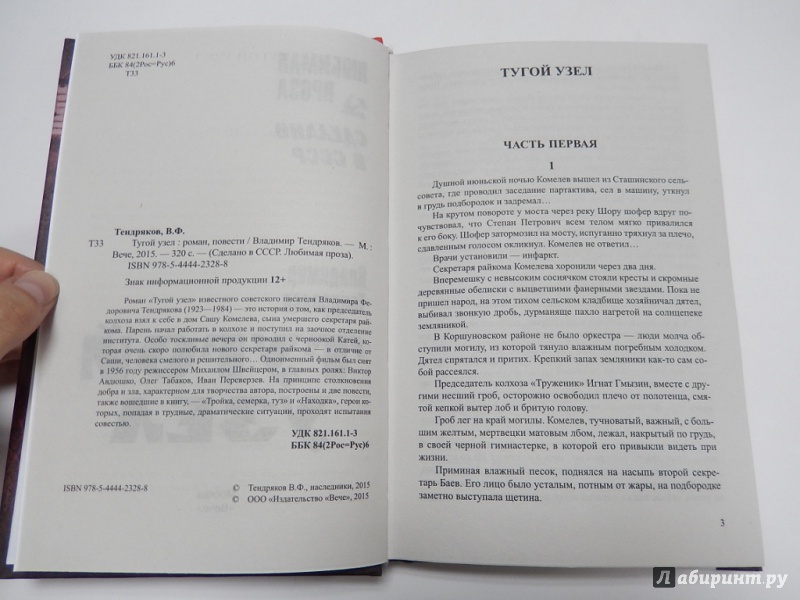 УДК 821.161.1-3
ББК 84(2Рос=Рус)6
Т33
Тендряков, В.Ф.
Т33 Тугой узел : роман, повести / Владимир Тендряков. — М. :
Вече, 2015. — 320 с. — (Сделано в СССР. Любимая проза).
ISBN 978-5-4444-2328-8
Знак информационной продукции 12+
Роман «Тугой узел» известного советского писателя Владимира Фе-
доровича Тендрякова (1923—1984) — это история о том, как председатель
колхоза взял к себе в дом Сашу Комелева, сына умершего секретаря рай-
кома. Парень начал работать в колхозе и поступил на заочное отделение
института. Особо тоскливые вечера он проводил с чернокой Катей,
которая очень скоро полюбила нового секретаря райкома — в отличие от
Саши, человека смелого и решительного... Одноименный фильм был снят
в 1956 году режиссером Михаилом Швейцером, в главных ролях: Виктор
Авдюшко, Олег Табаков, Иван Переверзев. На принципе столкновения
добра и зла, характерном для творчества автора, построены и две повести,
также вошедшие в книгу, — «Тройка, семерка, туз» и «Находка», герои ко-
торых, попадая в трудные, драматические ситуации, проходят испытания
совестью.
УДК 821.161.1-3
ББК 84(2Рос=Рус)6
ISBN 978-5-4444-2328-8
© Тендряков В.Ф., наследники, 2015
© ООО «Издательство «Вече», 2015
ТУГОЙ УЗЕЛ
ЧАСТЬ ПЕРВАЯ
1
Душной июньской ночью Комелев вышел из Сташинского сель-
совета, где проводил заседание партактива, сел в машину, уткнул
в грудь подбородок и задремал...
На крутом повороте у моста через реку Шору шофер вдруг по-
чувствовал, что всем телом Степан Петрович вяло привалился
к его боку. Шофер затормозил на мосту, испуганно тряхнул за плечо,
сдавленным голосом окликнул. Комелев не ответил...
Врачи установили — инфаркт.
Секретаря райкома Комелева хоронили через два дня.
Вперемешку с невысоким соснячком стояли кресты и скромные
деревянные обелиски с выцветшими фанерными звездами. Пока не
пришел народ, на этом тихом сельском кладбище хозяйничал дятел,
выбивал звонкую дробь, дурманяще пахло нагретой на солнцепеке
земляникой.
В Коршуновском районе не было оркестра — люди молча об-
ступили могилу, из которой тянуло влажным погребным холодком.
Дятел спрятался и притих. Крепкий запах земляники как-то сам со-
бой рассеялся.
Председатель колхоза «Труженик» Игнат Гмызин, вместе с дру-
гими несший гроб, осторожно освободил плечо от полотенца, смя-
той кепкой вытер лоб и бритую голову.
Гроб лег на край могилы. Комелев, тучноватый, важный, с боль-
шим желтым, мертвецки матовым лбом, лежал, накрытый по грудь,
в своей черной гимнастерке, в которой его привыкли видеть при
жизни.
Приминая влажный песок, поднялся на насыпь второй секре-
тарь Баев. Его лицо было усталым, потным от жары, на подбородке
заметно выступала щетина.
3
Лабиринт.ру